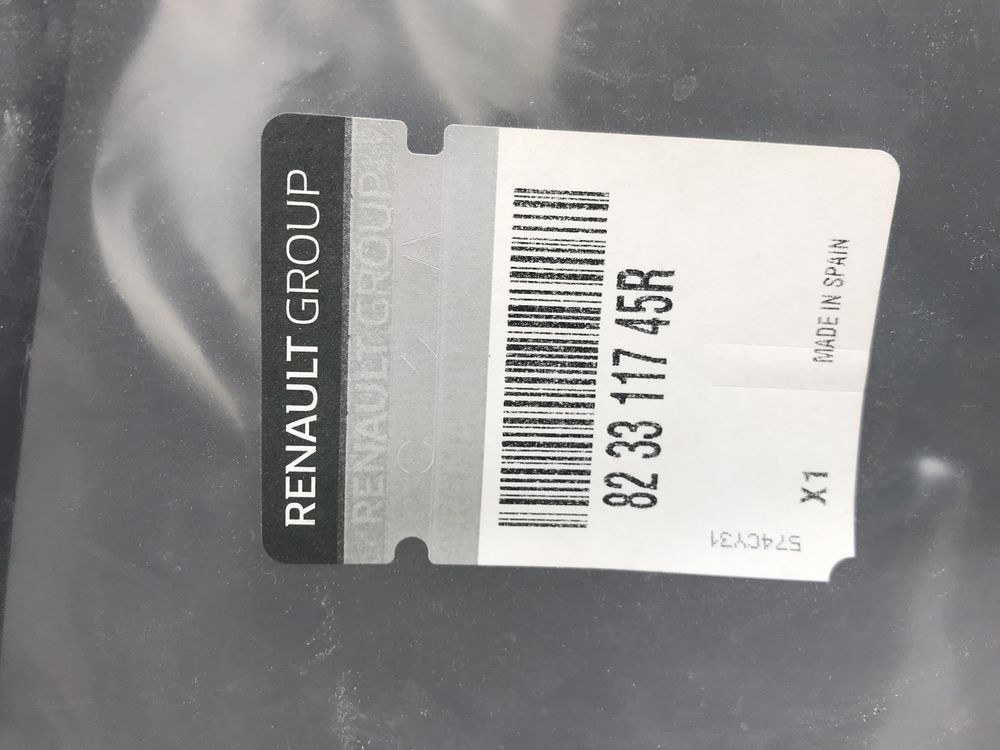 RENAULT GROUP
RENAULT GROUP
82 33 117 45R
X1
MADE IN SPAIN
574CY31